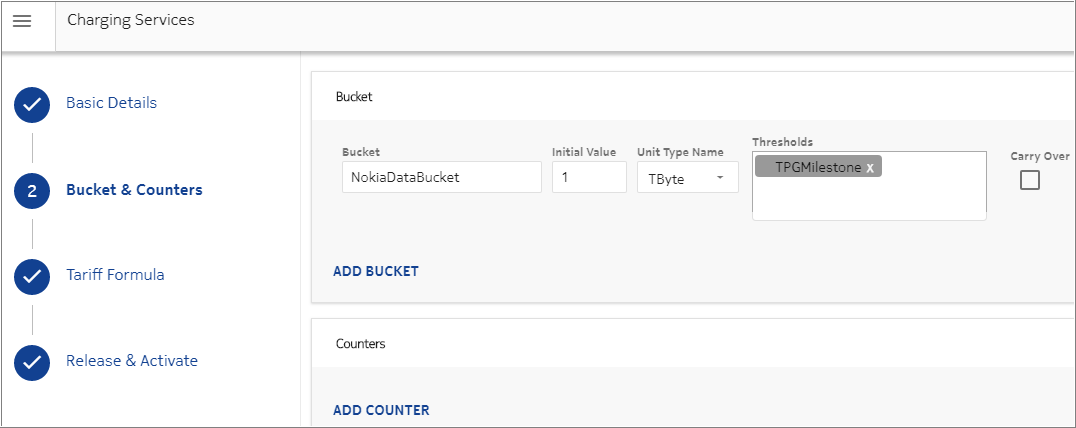 Charging Services
Basic Details
2 Bucket & Counters
Tariff Formula
Release & Activate
Bucket
Bucket Initial Value Unit Type Name Thresholds Carry Over
NokiaDataBucket 1 TByte TPGMilestone x
ADD BUCKET
Counters
ADD COUNTER